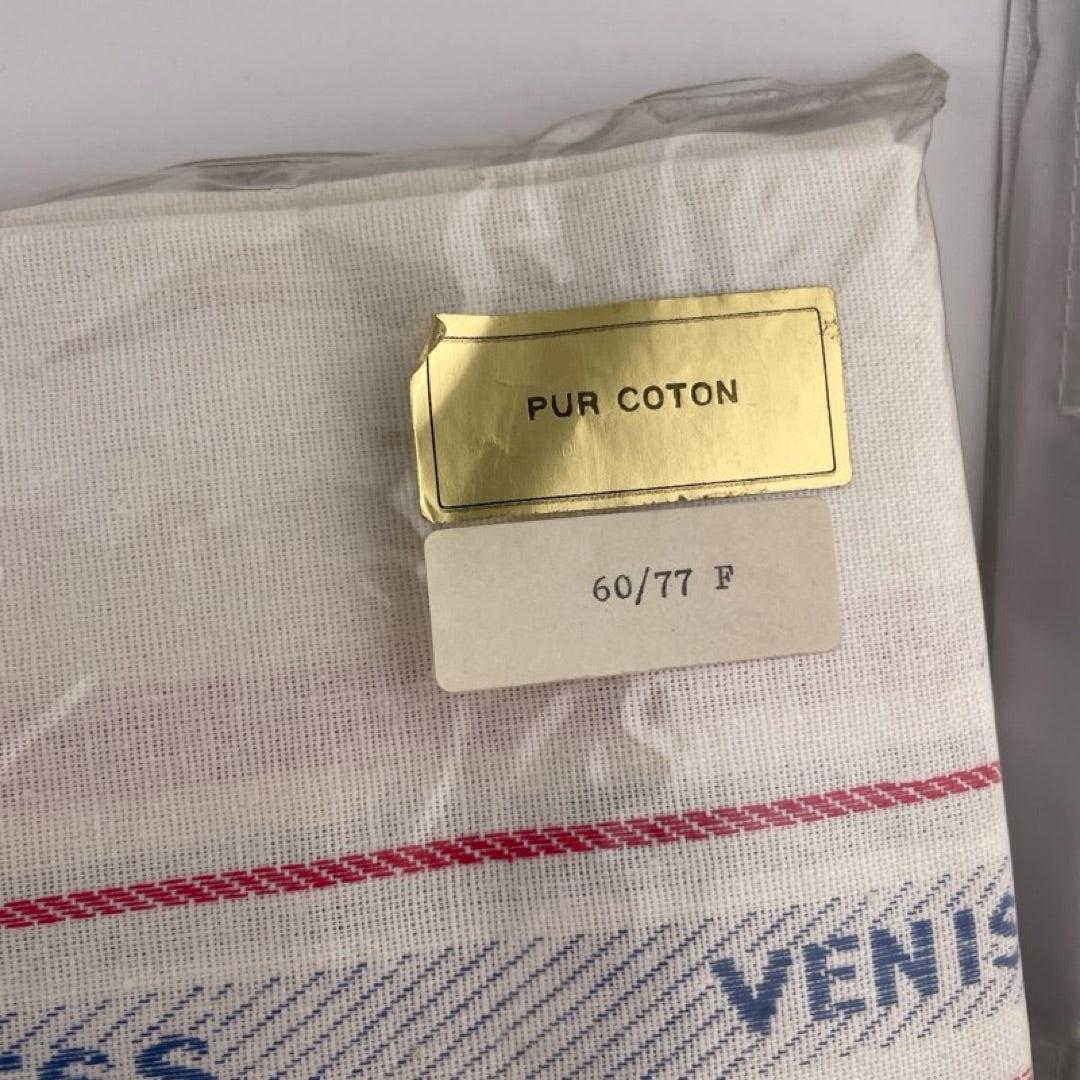 PUR COTON
60/77 F
VENIS